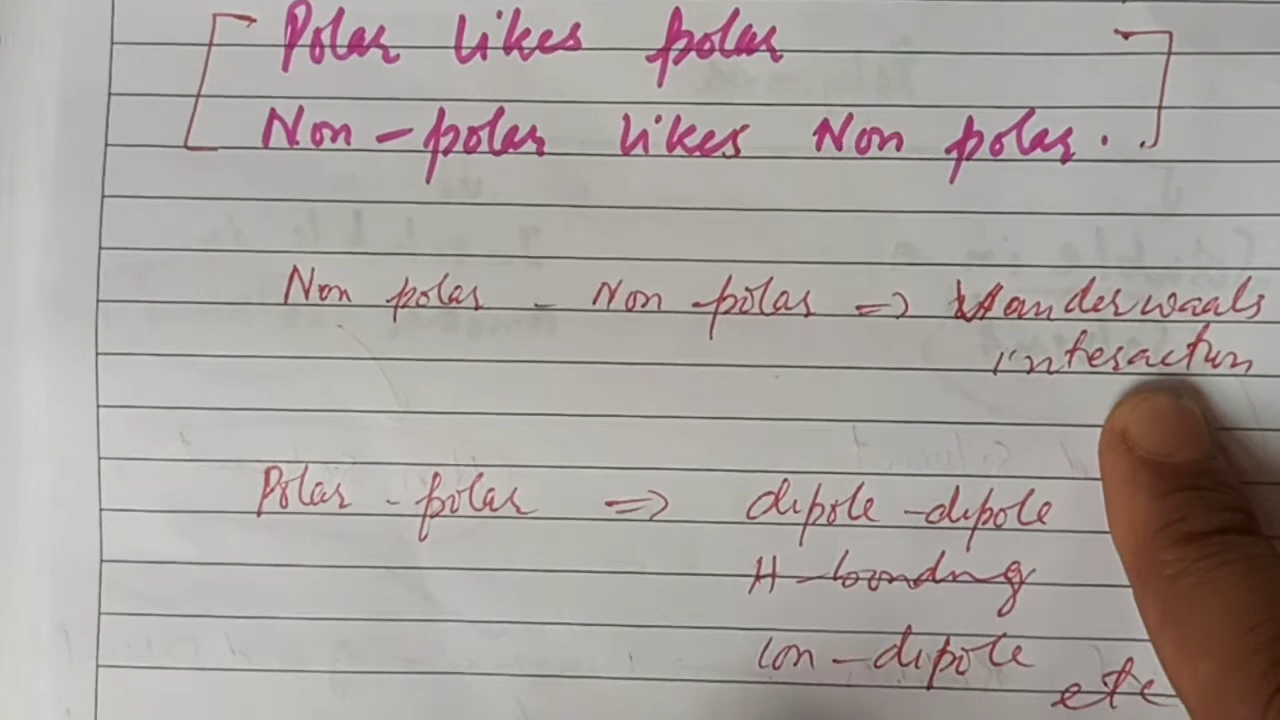 Polar likes polar
Non-polar likes Non polar.
Non polar - Non-polar => Vanderwaals
interaction
Polar-polar => dipole-dipole
H-bonding
ion-dipole
etc